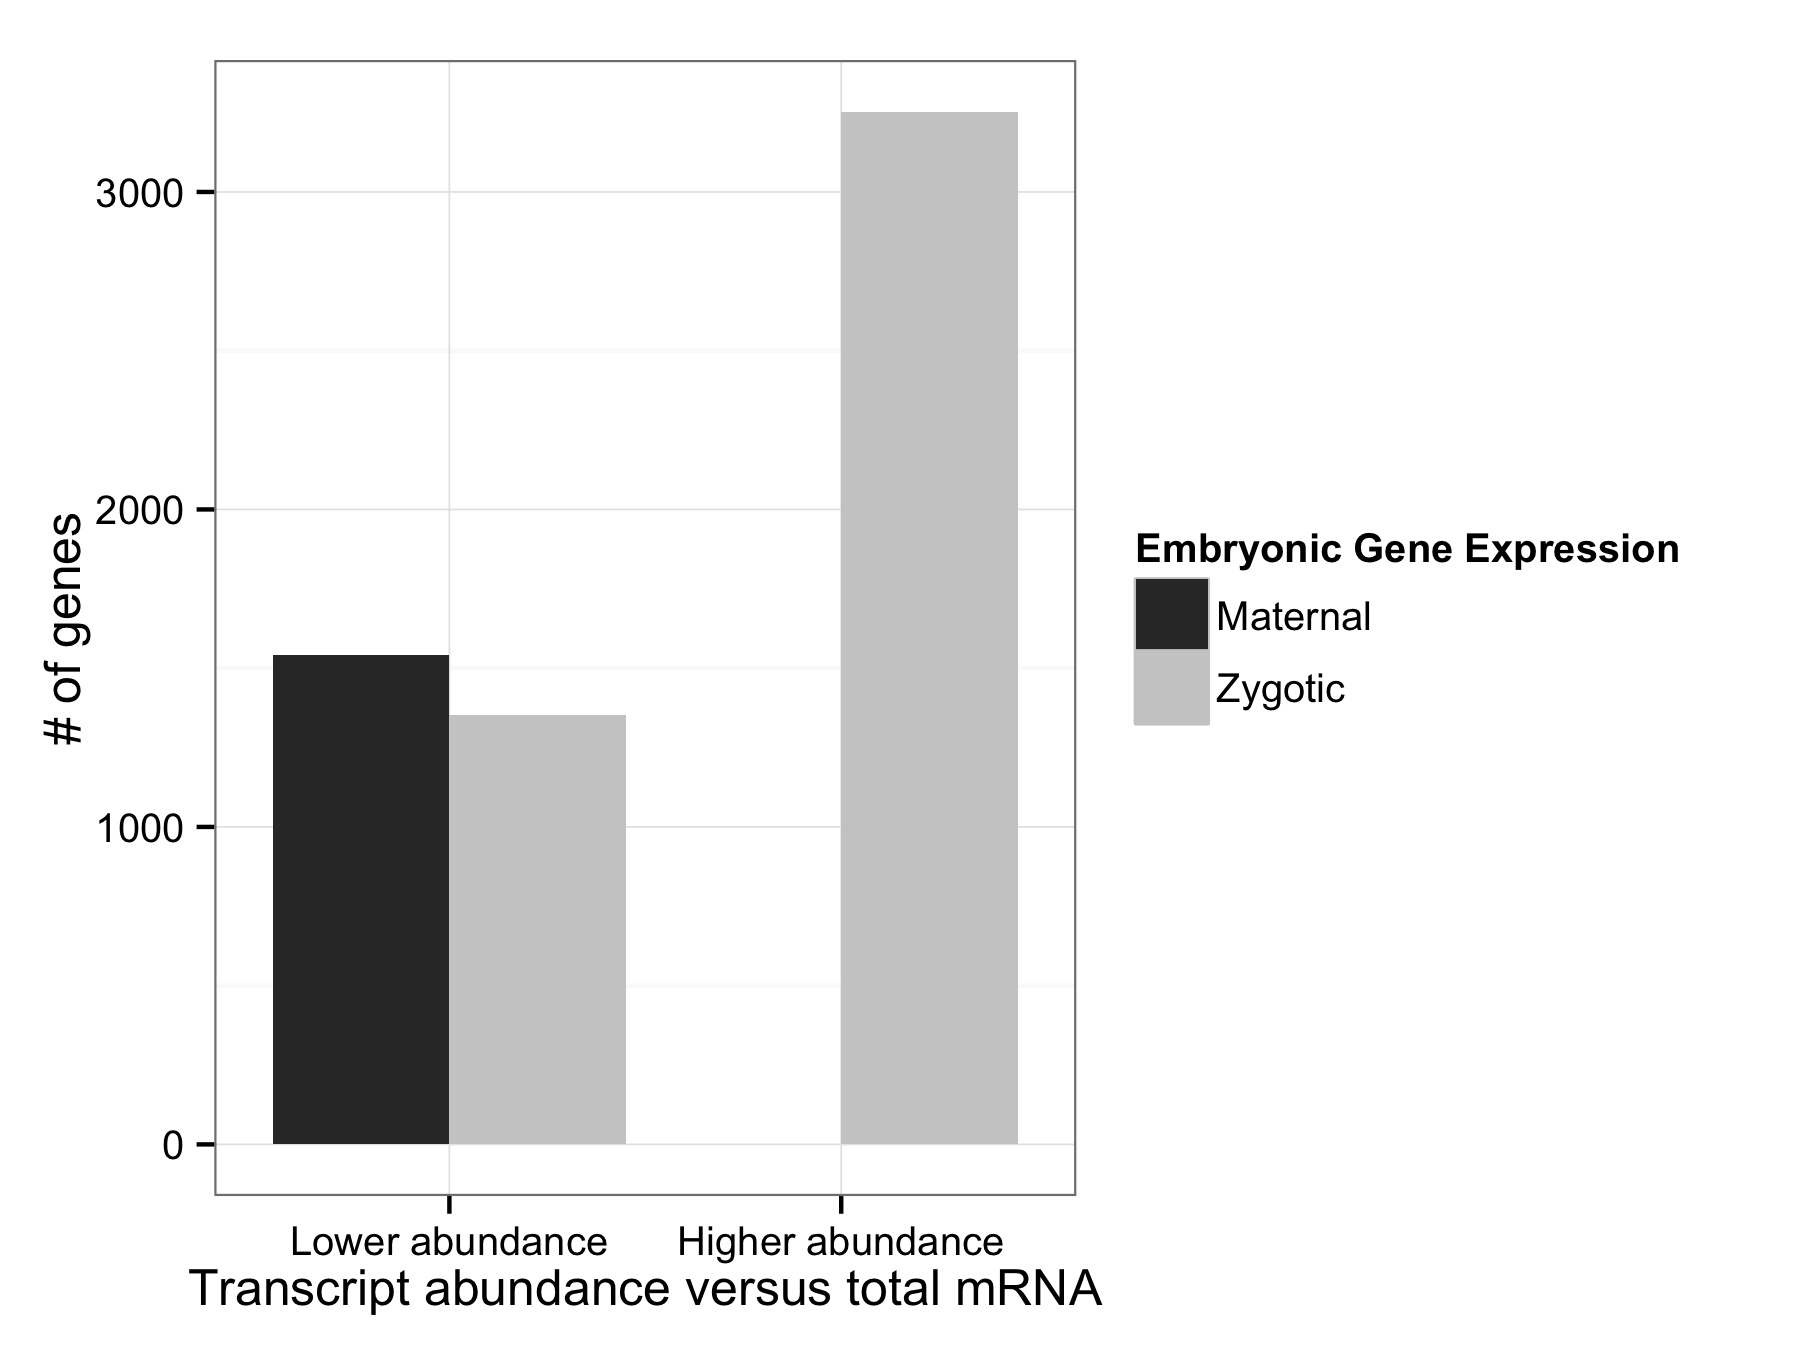 3000
2000
1000
0
# of genes
Lower abundance Higher abundance
Transcript abundance versus total mRNA
Embryonic Gene Expression
Maternal
Zygotic